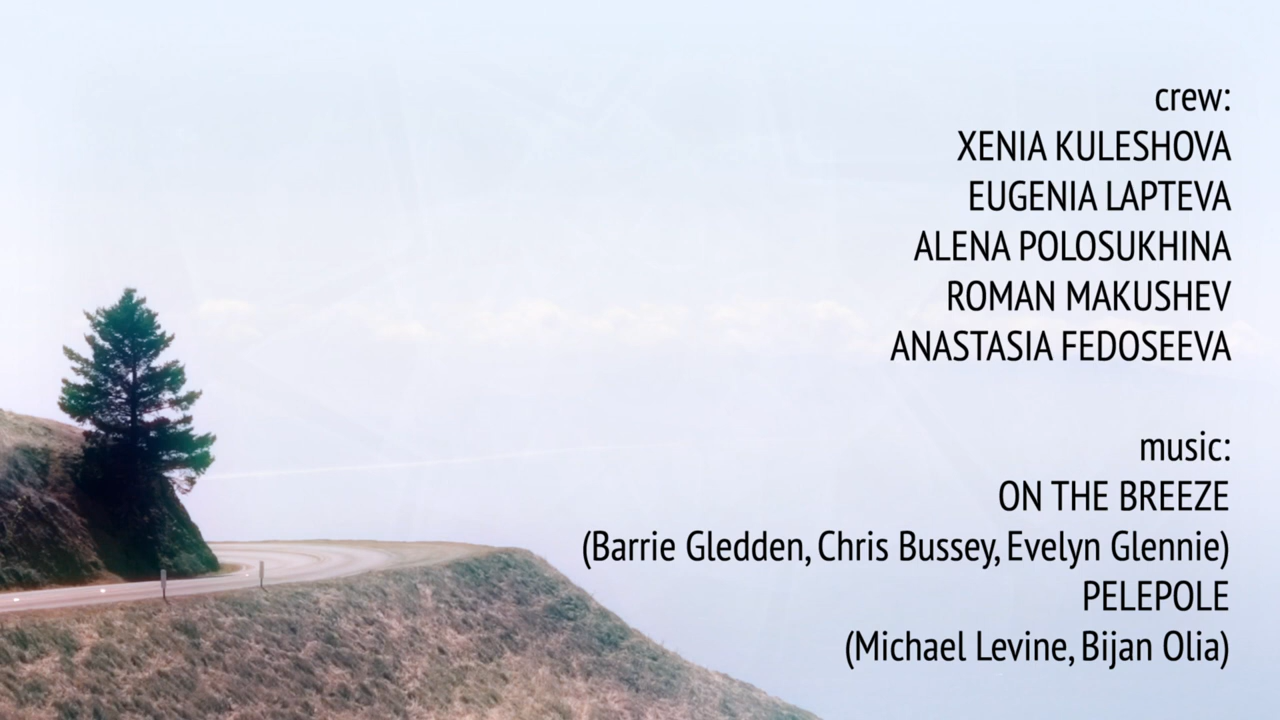 crew:
XENIA KULESHOVA
EUGENIA LAPTEVA
ALENA POLOSUKHINA
ROMAN MAKUSHEV
ANASTASIA FEDOSEEVA
music:
ON THE BREEZE
(Barrie Gledden, Chris Bussey, Evelyn Glennie)
PELEPOLE
(Michael Levine, Bijan Olia)